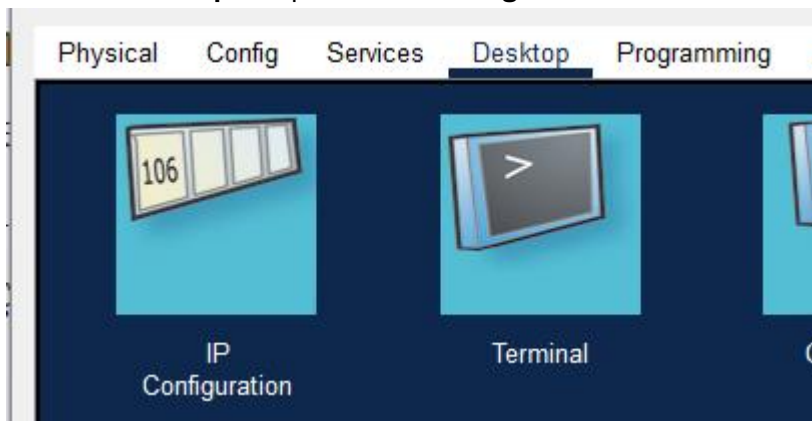 Physical Config Services Desktop Programming
106
>
IP
Configuration
Terminal